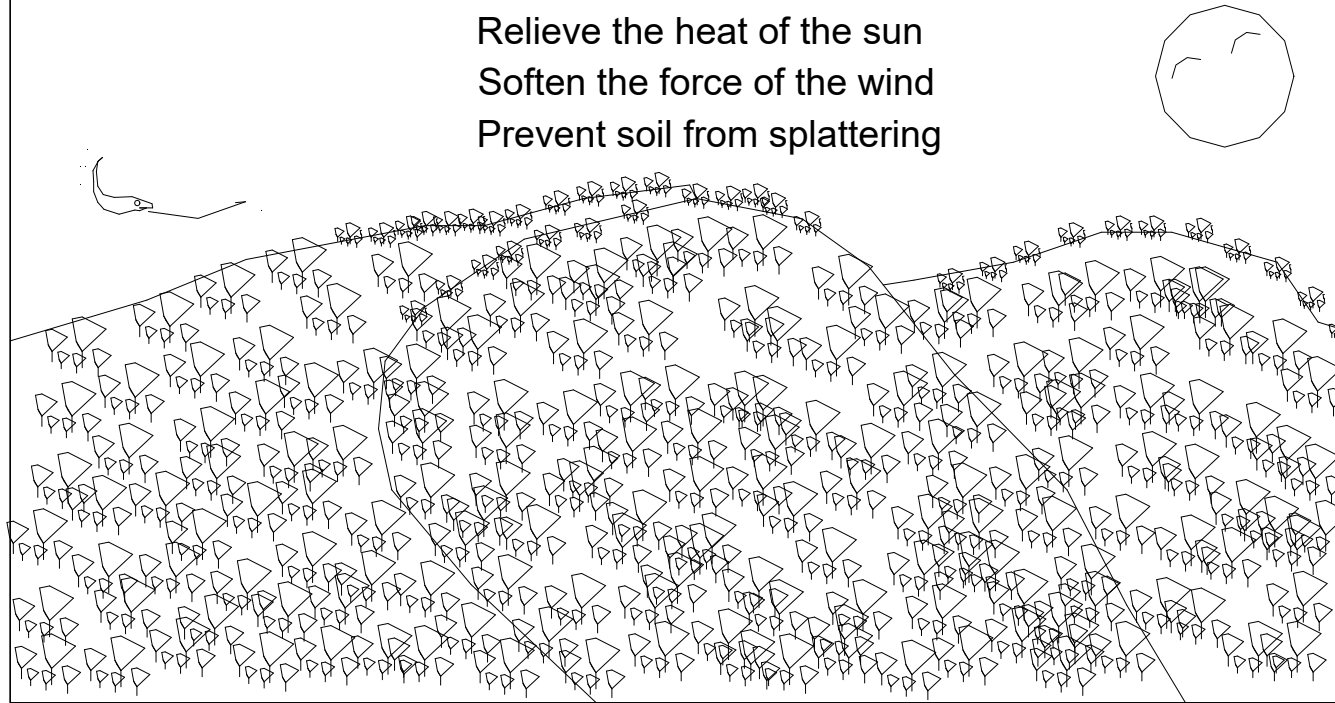 Relieve the heat of the sun
Soften the force of the wind
Prevent soil from splattering